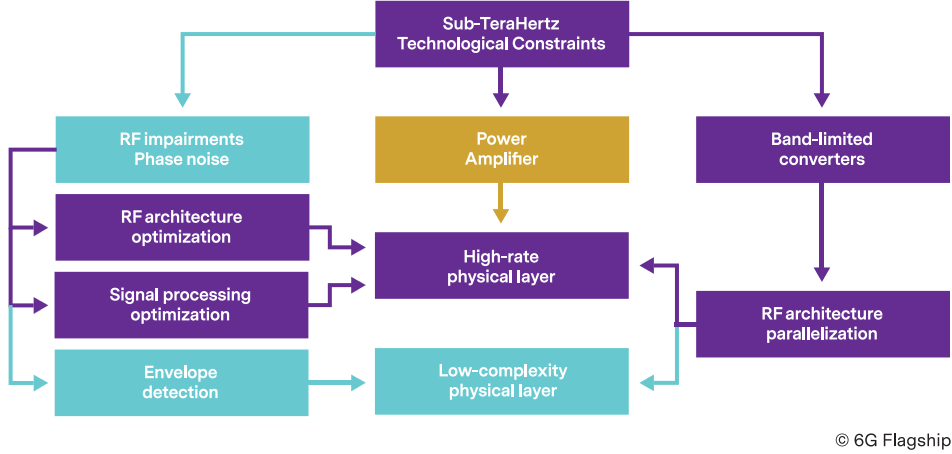 Sub-TeraHertz
Technological Constraints
RF impairments
Phase noise
Power
Amplifier
Band-limited
converters
RF architecture
optimization
High-rate
physical layer
Signal processing
optimization
RF architecture
parallelization
Envelope
detection
Low-complexity
physical layer
© 6G Flagship